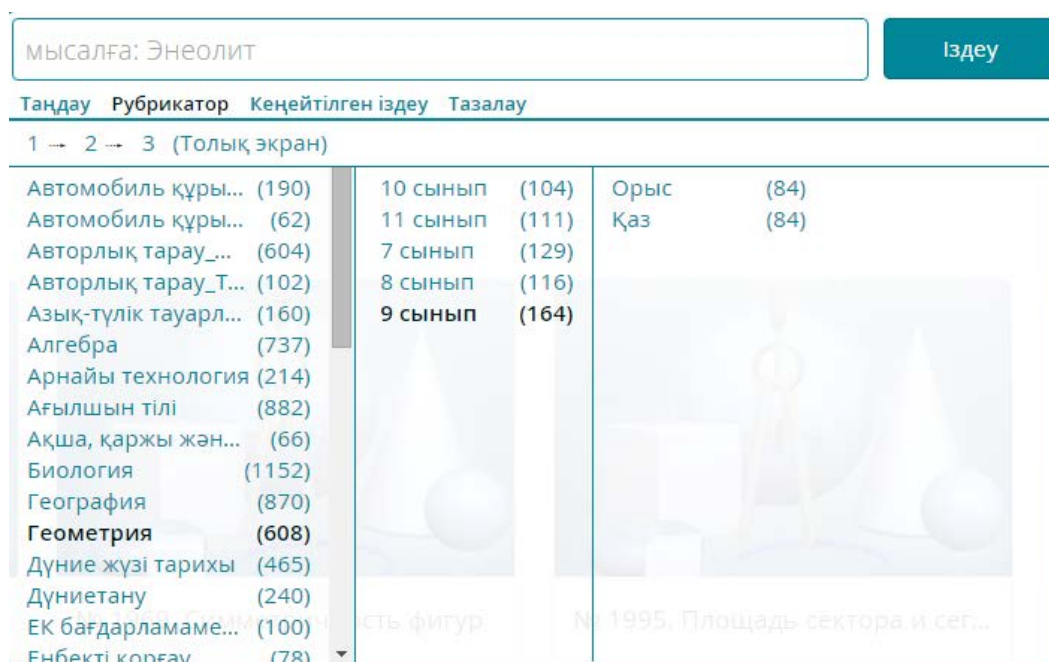 мысалға: Энеолит
Іздеу
Таңдау Рубрикатор Кеңейтілген іздеу Тазалау
1 → 2 → 3 (Толық экран)
Автомобиль құры... (190)
Автомобиль құры... (62)
Авторлық тарау_... (604)
Авторлық тарау_Т... (102)
Азық-түлік тауарл... (160)
Алгебра (737)
Арнайы технология (214)
Ағылшын тілі (882)
Ақша, қаржы жән... (66)
Биология (1152)
География (870)
Геометрия (608)
Дүние жүзі тарихы (465)
Дүниетану (240)
ЕК бағдарламаме... (100)
Еңбекті қорғау (78)
10 сынып (104)
11 сынып (111)
7 сынып (129)
8 сынып (116)
9 сынып (164)
Орыс (84)
Қаз (84)
фигур
№ 1995. Площадь сектора и сег...